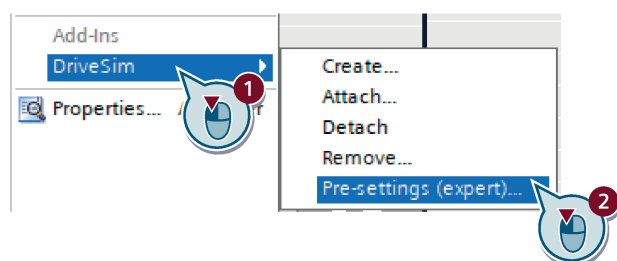 Add-Ins
DriveSim
1
Properties...
Create...
Attach...
Detach
Remove...
Pre-settings (expert)...
2